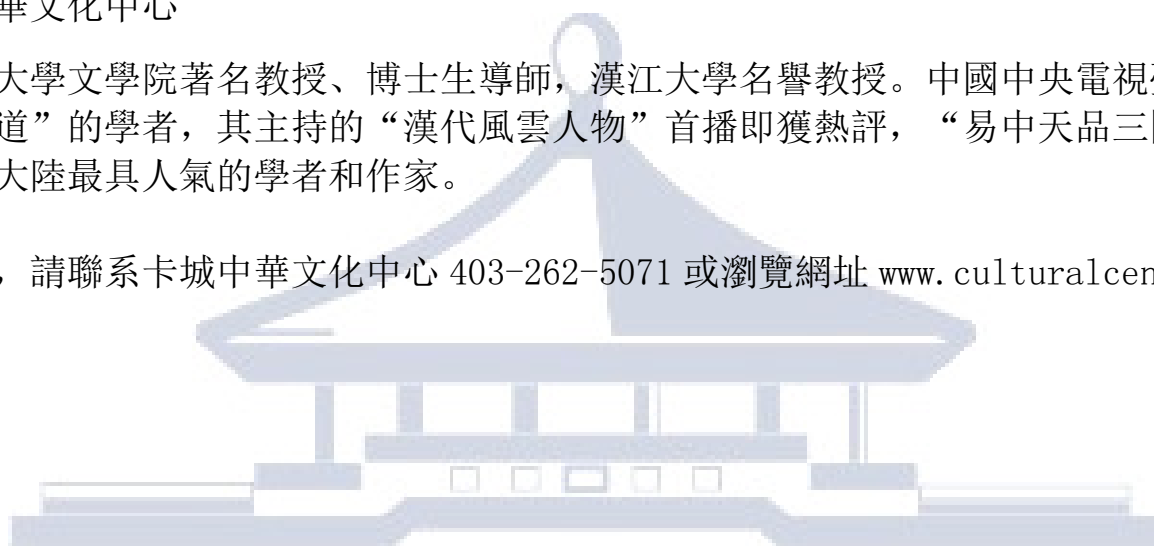 華文化中心
大學文學院著名教授、博士生導師，漢江大學名譽教授。中國中央電視
道”的學者，其主持的“漢代風雲人物”首播即獲熱評，“易中天品三
大陸最具人氣的學者和作家。
，請聯系卡城中華文化中心 403-262-5071 或瀏覽網址 www.culturalcen